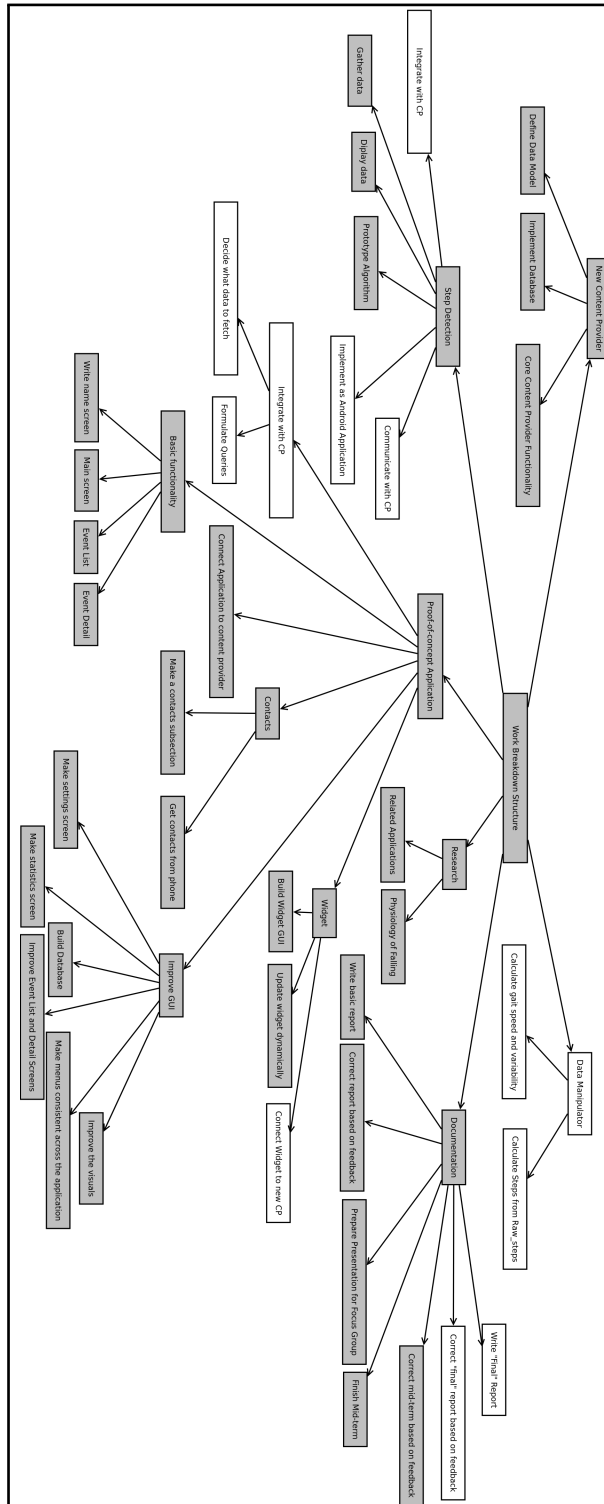 Work Breakdown Structure
New Content Provider
Define Data Model
Implement Database
Core Content Provider Functionality
Step Detection
Integrate with CP
Gather data
Diplay data
Prototype Algorithm
Implement as Android Application
Communicate with CP
Proof-of-concept Application
Integrate with CP
Decide what data to fetch
Formulate Queries
Basic functionality
Write name screen
Main screen
Event List
Event Detail
Connect Application to content provider
Contacts
Make a contacts subsection
Get contacts from phone
Widget
Build Widget GUI
Update widget dynamically
Connect Widget to new CP
Improve GUI
Make settings screen
Make statistics screen
Build Database
Improve Event List and Detail Screens
Make menus consistent across the application
Improve the visuals
Research
Related Applications
Physiology of Falling
Documentation
Write basic report
Correct report based on feedback
Prepare Presentation for Focus Group
Finish Mid-term
Correct mid-term based on feedback
Correct "final" report based on feedback
Write "Final" Report
Data Manipulator
Calculate gait speed and variability
Calculate Steps from Raw_steps